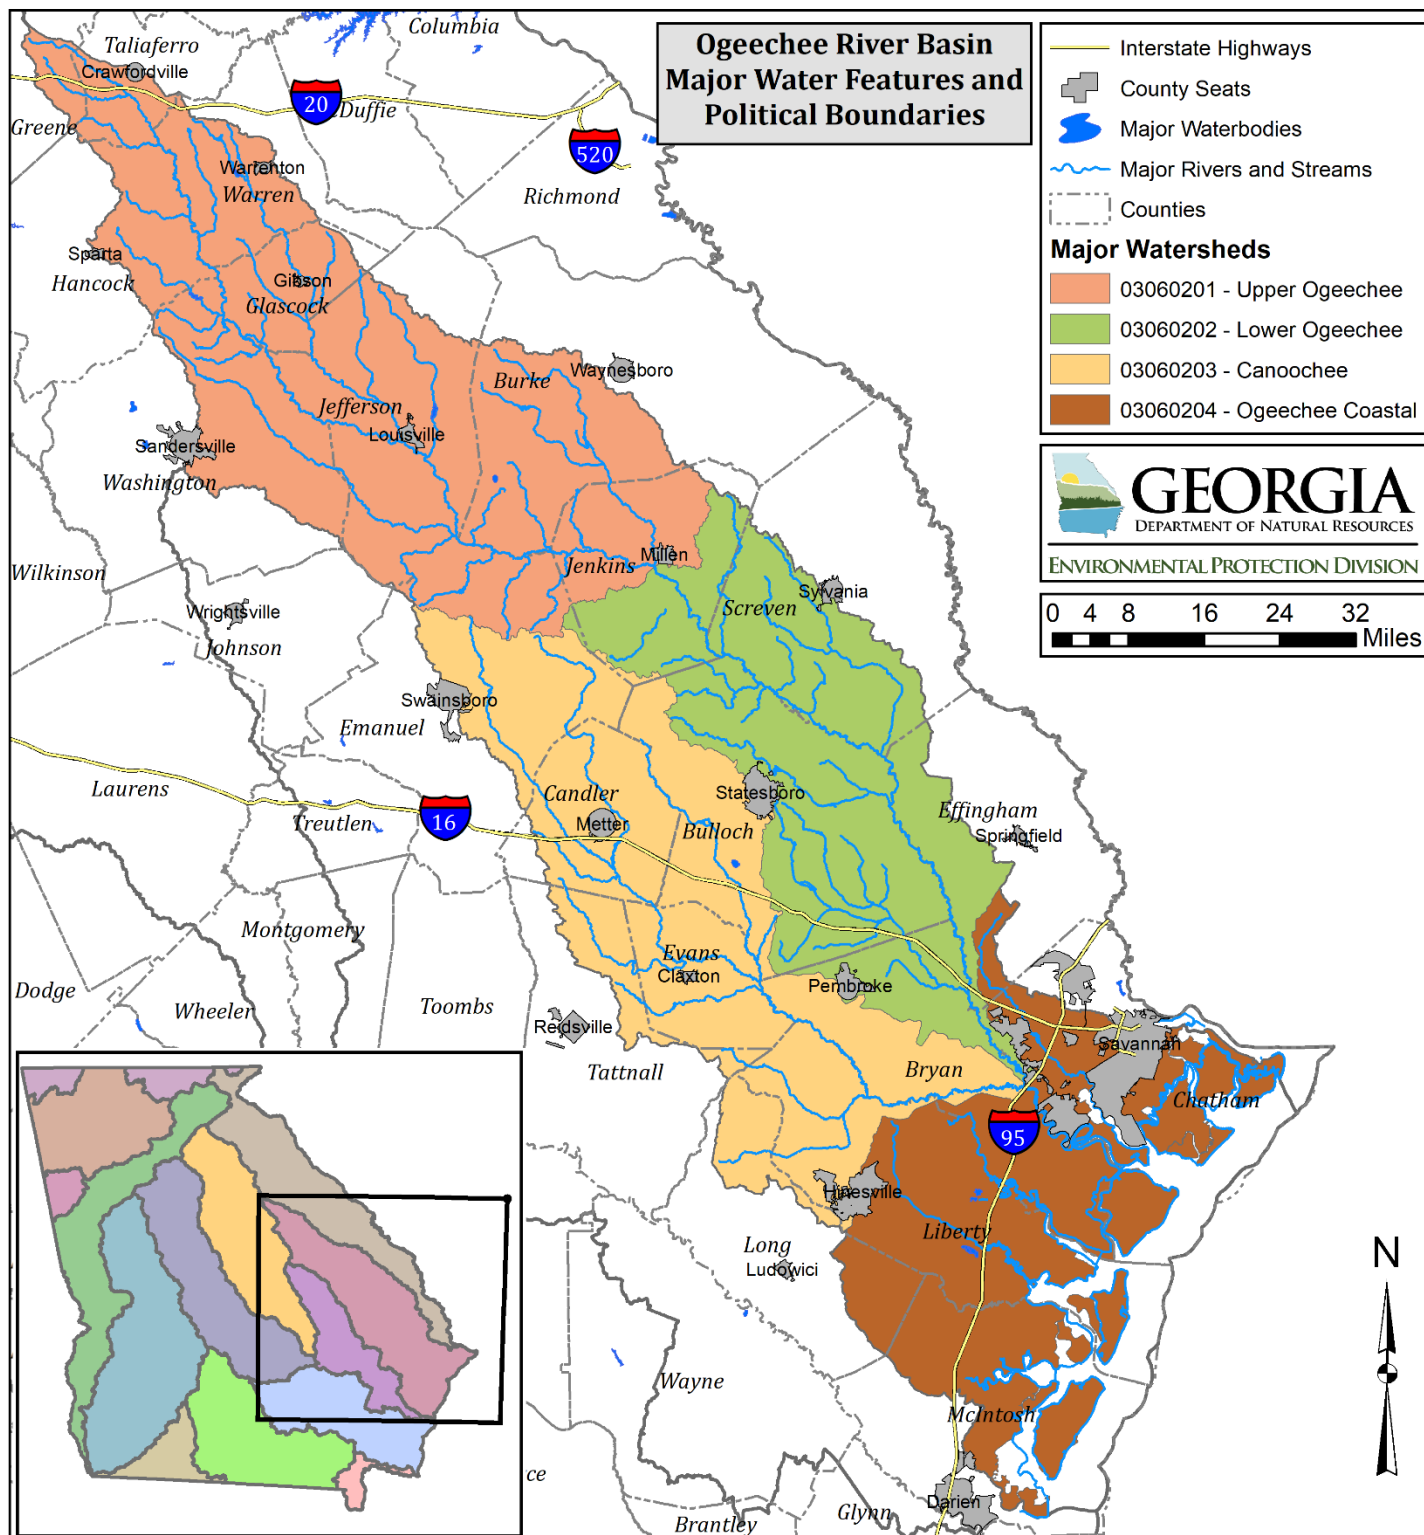 Ogeechee River Basin
Major Water Features and
Political Boundaries
Interstate Highways
County Seats
Major Waterbodies
Major Rivers and Streams
Counties
Major Watersheds
03060201 - Upper Ogeechee
03060202 - Lower Ogeechee
03060203 - Canoochee
03060204 - Ogeechee Coastal
GEORGIA
DEPARTMENT OF NATURAL RESOURCES
ENVIRONMENTAL PROTECTION DIVISION
0 4 8 16 24 32
Miles
Columbia
Taliaferro
Crawfordville
20
Duffie
Greene
520
Warrenton
Warren
Richmond
Sparta
Hancock
Gibson
Glascock
Waynesboro
Burke
Jefferson
Louisville
Sandersville
Washington
Millen
Jenkins
Wilkinson
Sylvania
Screven
Wrightsville
Johnson
Swainsboro
Emanuel
Laurens
Candler
Statesboro
Treutlen
16
Metter
Bulloch
Effingham
Springfield
Montgomery
Evans
Claxton
Pembroke
Dodge
Wheeler
Toombs
Reidsville
Savannah
Tattnall
Bryan
Chatham
95
Hinesville
Liberty
Long
Ludowici
N
Wayne
McIntosh
ce
Darien
Glynn
Brantley